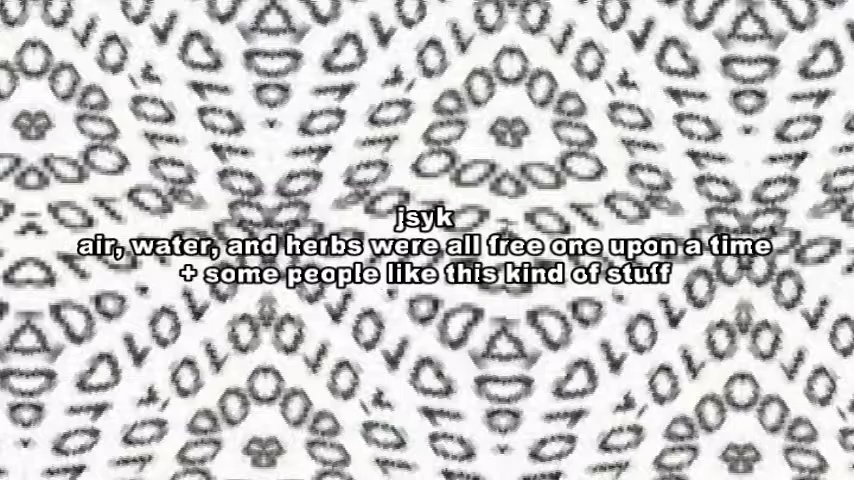 jsyk
air, water, and herbs were all free one upon a time
+ some people like this kind of stuff